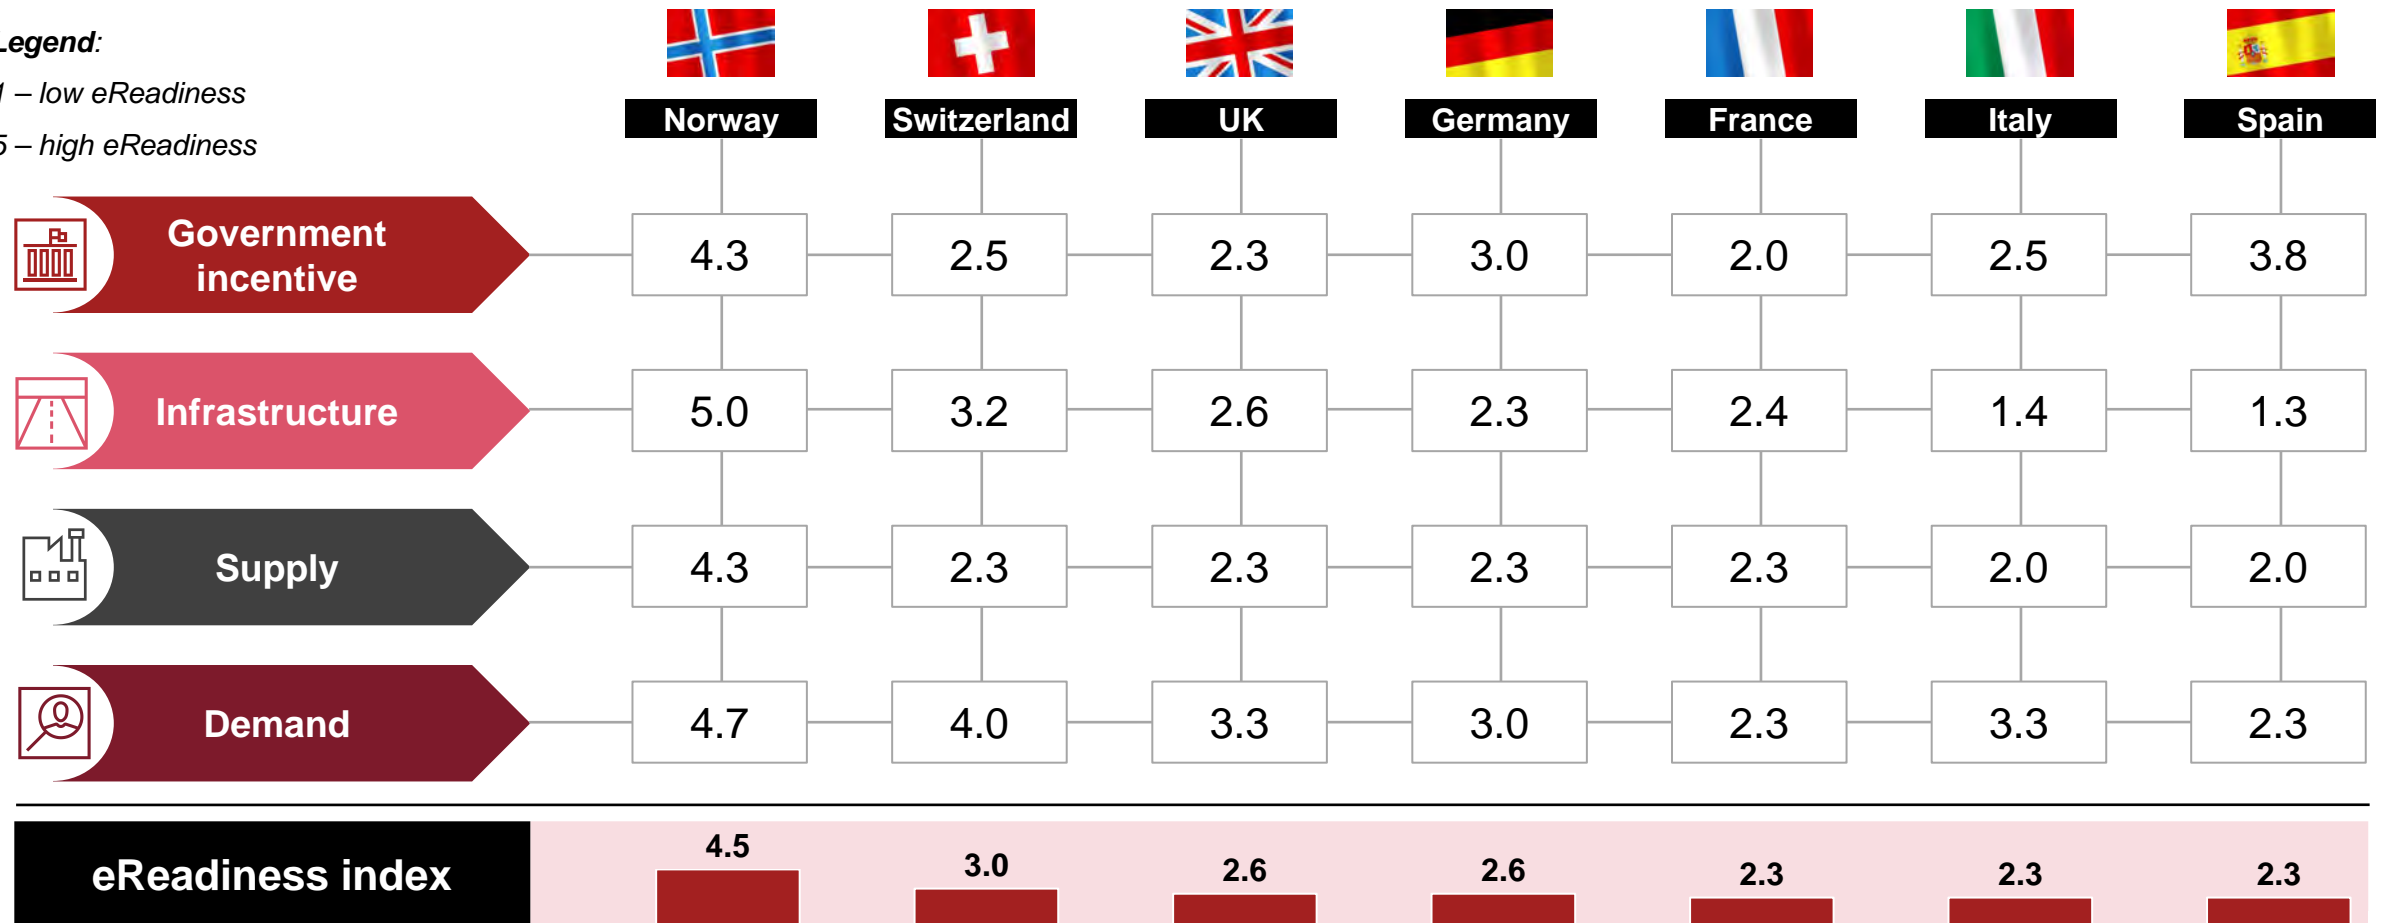 Legend:
1 – low eReadiness
5 – high eReadiness
Norway Switzerland UK Germany France Italy Spain
Government
incentive
4.3 2.5 2.3 3.0 2.0 2.5 3.8
Infrastructure 5.0 3.2 2.6 2.3 2.4 1.4 1.3
Supply 4.3 2.3 2.3 2.3 2.3 2.0 2.0
Demand 4.7 4.0 3.3 3.0 2.3 3.3 2.3
eReadiness index 4.5 3.0 2.6 2.6 2.3 2.3 2.3